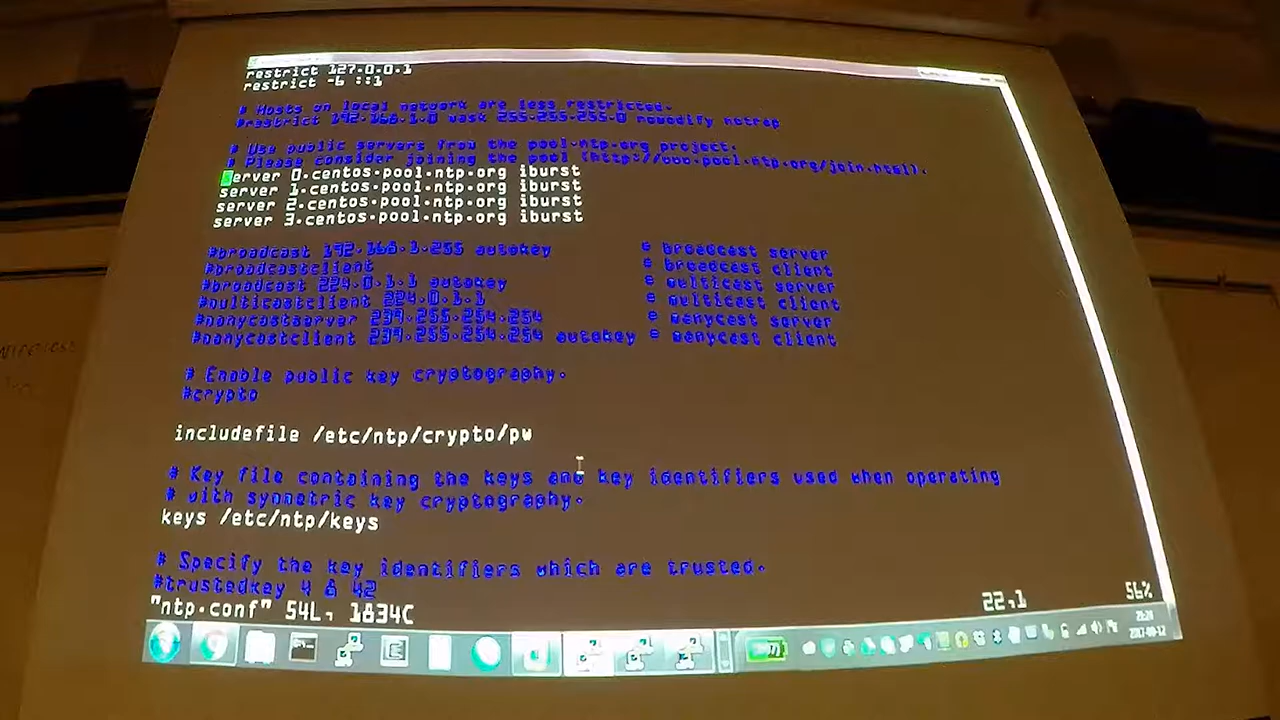 restrict 127.0.0.1
restrict -6 ::1
# Hosts on local network are less restricted.
#restrict 192.168.1.0 mask 255.255.255.0 nomodify notrap
# Use public servers from the pool.ntp.org project.
# Please consider joining the pool (http://www.pool.ntp.org/join.html).
server 0.centos.pool.ntp.org iburst
server 1.centos.pool.ntp.org iburst
server 2.centos.pool.ntp.org iburst
server 3.centos.pool.ntp.org iburst
#broadcast 192.168.1.255 autokey # broadcast server
#broadcastclient # broadcast client
#broadcast 224.0.1.1 autokey # multicast server
#multicastclient 224.0.1.1 # multicast client
#manycastserver 239.255.254.254 # manycast server
#manycastclient 239.255.254.254 autokey # manycast client
# Enable public key cryptography.
#crypto
includefile /etc/ntp/crypto/pw
# Key file containing the keys and key identifiers used when operating
# with symmetric key cryptography.
keys /etc/ntp/keys
# Specify the key identifiers which are trusted.
#trustedkey 4 8 42
"ntp.conf" 54L, 1834C 22,1 56%